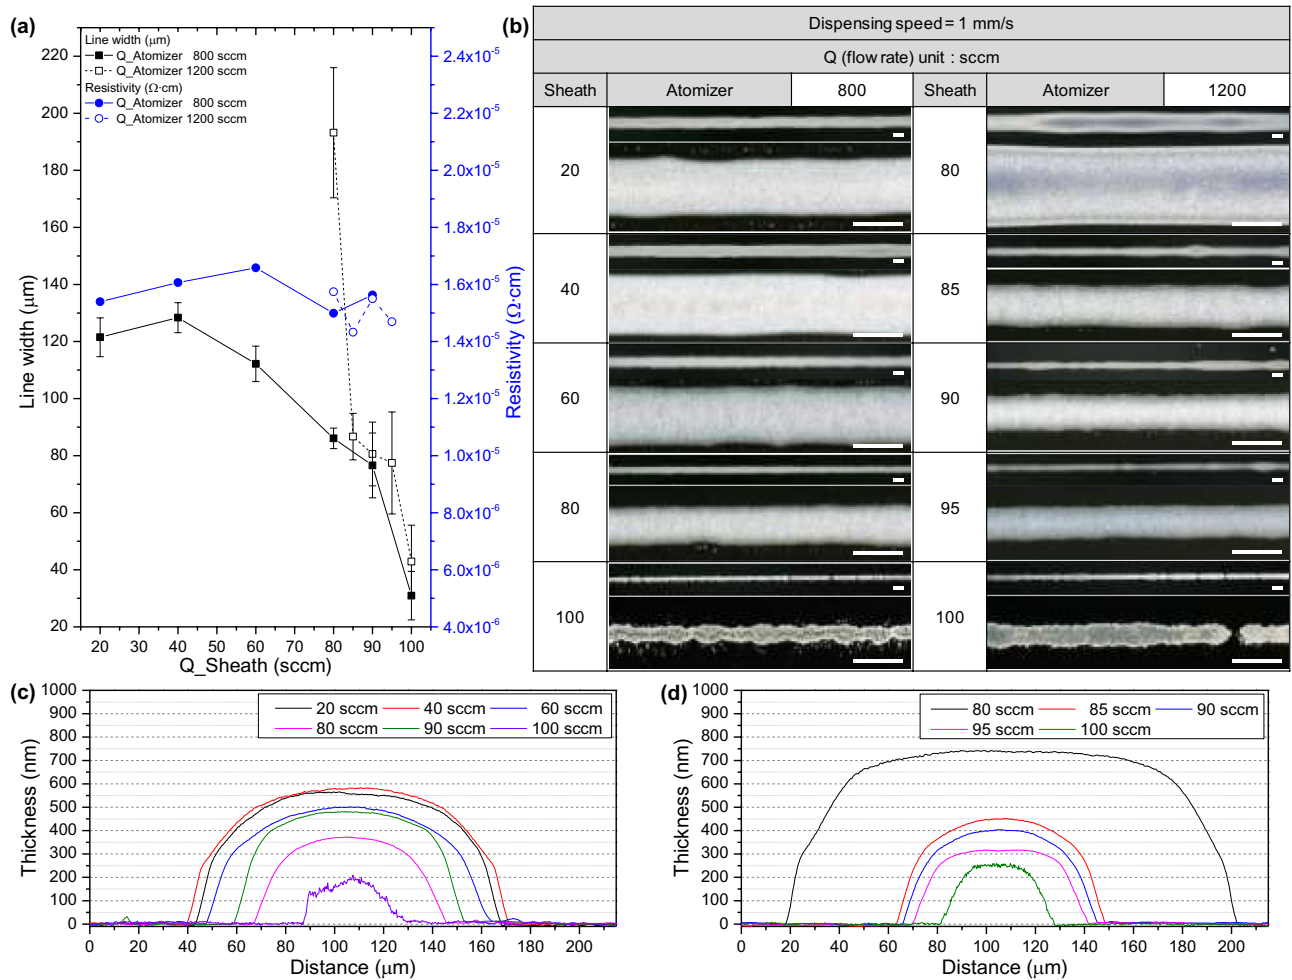 (a)
Line width (μm)
Q_Atomizer 800 sccm
Q_Atomizer 1200 sccm
Resistivity (Ω·cm)
Q_Atomizer 800 sccm
Q_Atomizer 1200 sccm
220
200
180
160
140
120
100
80
60
40
20
Line width (μm)
2.4x10⁻⁵
2.2x10⁻⁵
2.0x10⁻⁵
1.8x10⁻⁵
1.6x10⁻⁵
1.4x10⁻⁵
1.2x10⁻⁵
1.0x10⁻⁵
8.0x10⁻⁶
6.0x10⁻⁶
4.0x10⁻⁶
Resistivity (Ω·cm)
20 30 40 50 60 70 80 90 100
Q_Sheath (sccm)
(b)
Dispensing speed = 1 mm/s
Q (flow rate) unit : sccm
Sheath Atomizer 800 Sheath Atomizer 1200
20 80
40 85
60 90
80 95
100 100
(c)
1000
900
800
700
600
500
400
300
200
100
0
Thickness (nm)
20 sccm 40 sccm 60 sccm
80 sccm 90 sccm 100 sccm
0 20 40 60 80 100 120 140 160 180 200
Distance (μm)
(d)
1000
900
800
700
600
500
400
300
200
100
0
Thickness (nm)
80 sccm 85 sccm 90 sccm
95 sccm 100 sccm
0 20 40 60 80 100 120 140 160 180 200
Distance (μm)